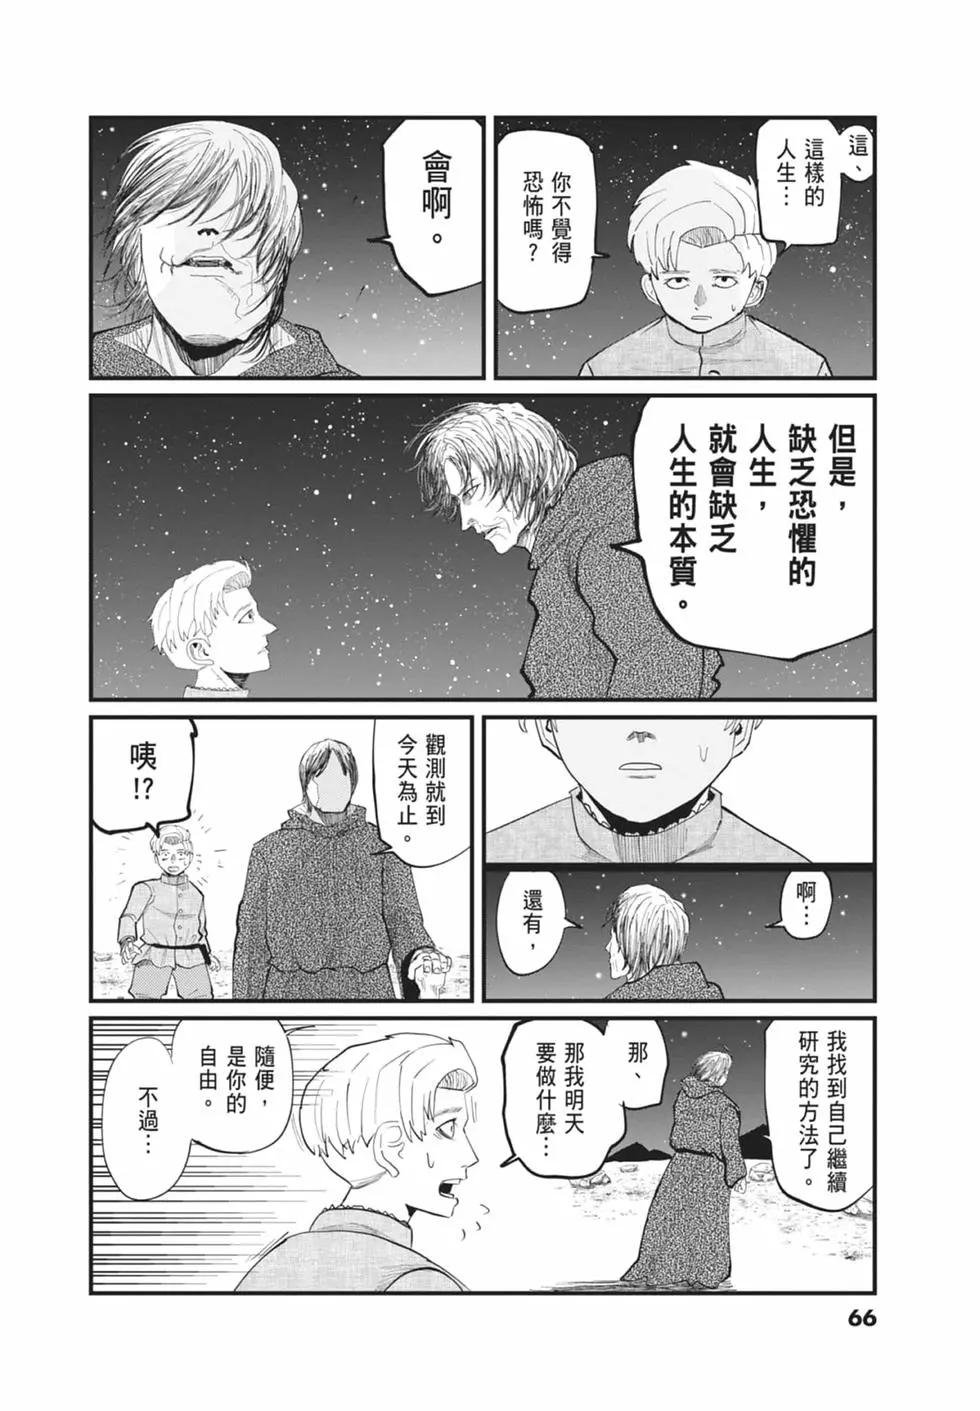 這、
這樣的
人生…
你不覺得
恐怖嗎?
會啊。
但是，
缺乏恐懼的
人生，
就會缺乏
人生的本質。
啊…
還有，
觀測就到
今天為止。
咦!?
我找到自己繼續
研究的方法了。
那、
那我明天
要做什麼…
隨便，
是你的
自由。
不過…
66